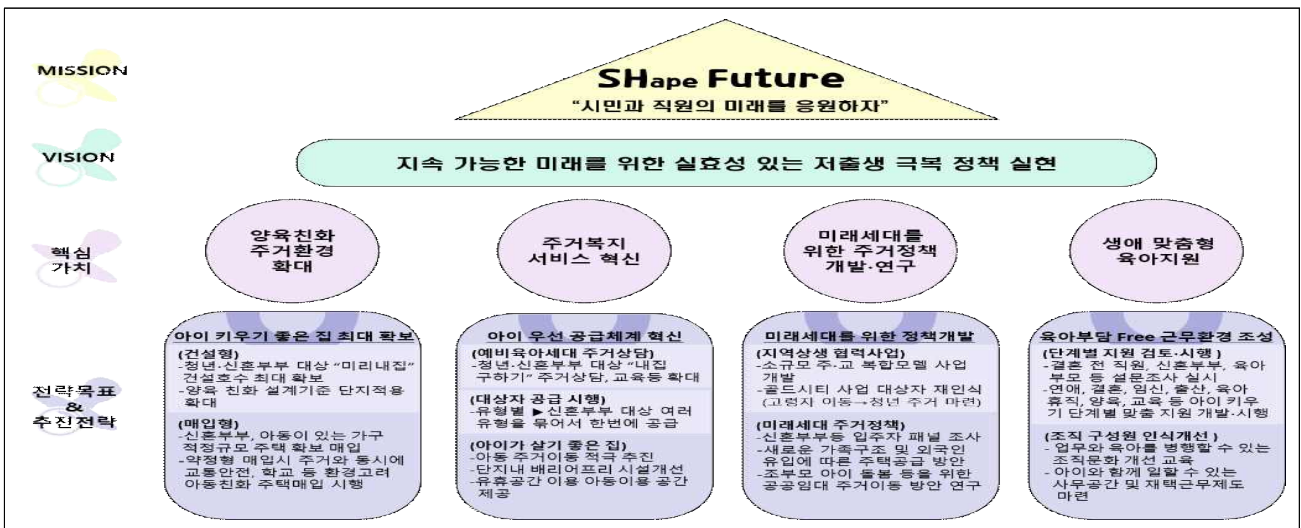 MISSION
SHape Future
“시민과 직원의 미래를 응원하자”
VISION
지속 가능한 미래를 위한 실효성 있는 저출생 극복 정책 실현
핵심
가치
양육친화
주거환경
확대
주거복지
서비스 혁신
미래세대를
위한 주거정책
개발·연구
생애 맞춤형
육아지원
전략목표
&
추진전략
아이 키우기 좋은 집 최대 확보
(건설형)
-청년·신혼부부 대상 “미리내집”
건설호수 최대 확보
-양육 친화 설계기준 단지적용
확대
(매입형)
-신혼부부, 아동이 있는 가구
적정규모 주택 확보 매입
-약정형 매입시 주거와 동시에
교통안전, 학교 등 환경고려
아동친화 주택매입 시행
아이 우선 공급체계 혁신
(예비육아세대 주거상담)
-청년·신혼부부 대상 “내집
구하기” 주거상담, 교육등 확대
(대상자 공급 시행)
-유형별 ▶신혼부부 대상 여러
유형을 묶어서 한번에 공급
(아이가 살기 좋은 집)
-아동 주거이동 적극 추진
-단지내 배리어프리 시설개선
-유휴공간 이용 아동이용 공간
제공
미래세대를 위한 정책개발
(지역상생 협력사업)
-소규모 주·교 복합모델 사업
개발
-골드시티 사업 대상자 재인식
(고령지 이동→청년 주거 마련)
(미래세대 주거정책)
-신혼부부등 입주자 패널 조사
-새로운 가족구조 및 외국인
유입에 따른 주택공급 방안
-조부모 아이 돌봄 등을 위한
공공임대 주거이동 방안 연구
육아부담 Free 근무환경 조성
(단계별 지원 검토·시행)
-결혼 전 직원, 신혼부부, 육아
부모 등 설문조사 실시
-연애, 결혼, 임신, 출산, 육아
휴직, 양육, 교육 등 아이 키우
기 단계별 맞춤 지원 개발·시행
(조직 구성원 인식개선)
-업무와 육아를 병행할 수 있는
조직문화 개선 교육
-아이와 함께 일할 수 있는
사무공간 및 재택근무제도
마련